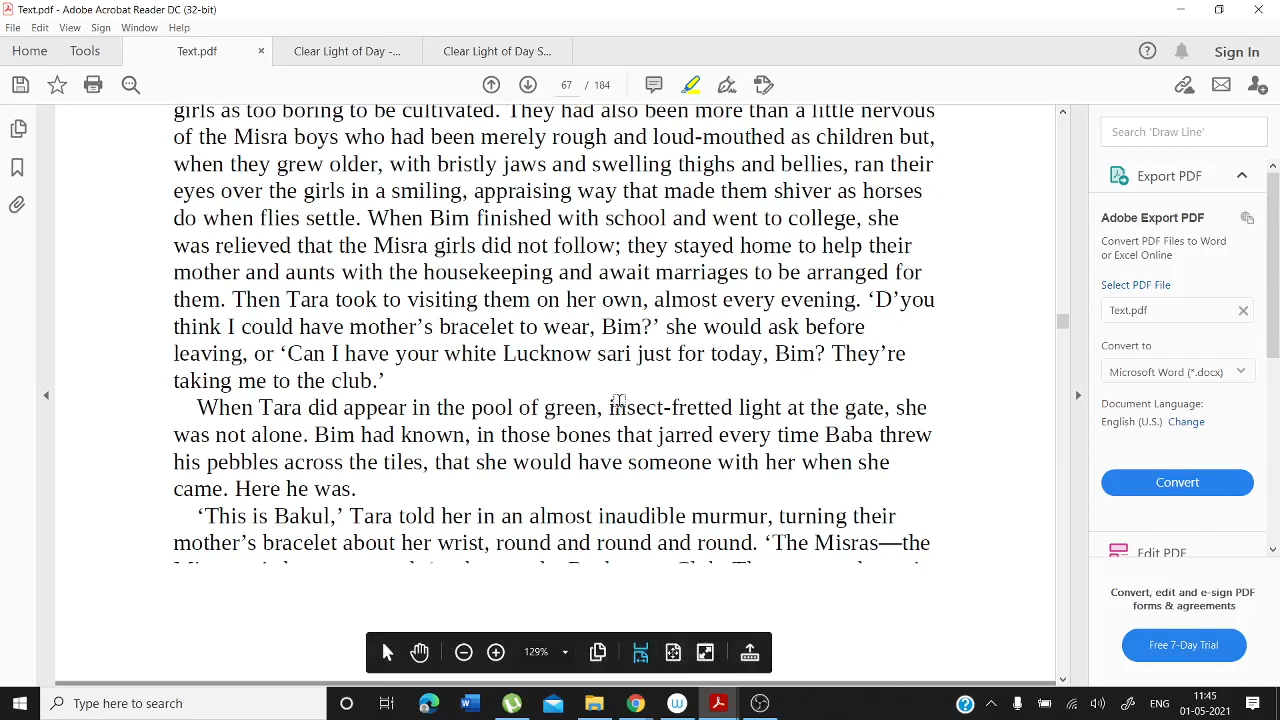 Text.pdf - Adobe Acrobat Reader DC (32-bit)
File Edit View Sign Window Help
Home Tools Text.pdf × Clear Light of Day -... Clear Light of Day S... Sign In
67 / 184
girls as too boring to be cultivated. They had also been more than a little nervous
of the Misra boys who had been merely rough and loud-mouthed as children but,
when they grew older, with bristly jaws and swelling thighs and bellies, ran their
eyes over the girls in a smiling, appraising way that made them shiver as horses
do when flies settle. When Bim finished with school and went to college, she
was relieved that the Misra girls did not follow; they stayed home to help their
mother and aunts with the housekeeping and await marriages to be arranged for
them. Then Tara took to visiting them on her own, almost every evening. ‘D’you
think I could have mother’s bracelet to wear, Bim?’ she would ask before
leaving, or ‘Can I have your white Lucknow sari just for today, Bim? They’re
taking me to the club.’
When Tara did appear in the pool of green, insect-fretted light at the gate, she
was not alone. Bim had known, in those bones that jarred every time Baba threw
his pebbles across the tiles, that she would have someone with her when she
came. Here he was.
‘This is Bakul,’ Tara told her in an almost inaudible murmur, turning their
mother’s bracelet about her wrist, round and round and round. ‘The Misras—the
129%
Search 'Draw Line'
Export PDF
Adobe Export PDF
Convert PDF Files to Word
or Excel Online
Select PDF File
Text.pdf
Convert to
Microsoft Word (*.docx)
Document Language:
English (U.S.) Change
Convert
Edit PDF
Convert, edit and e-sign PDF
forms & agreements
Free 7-Day Trial
Type here to search
ENG
11:45
01-05-2021